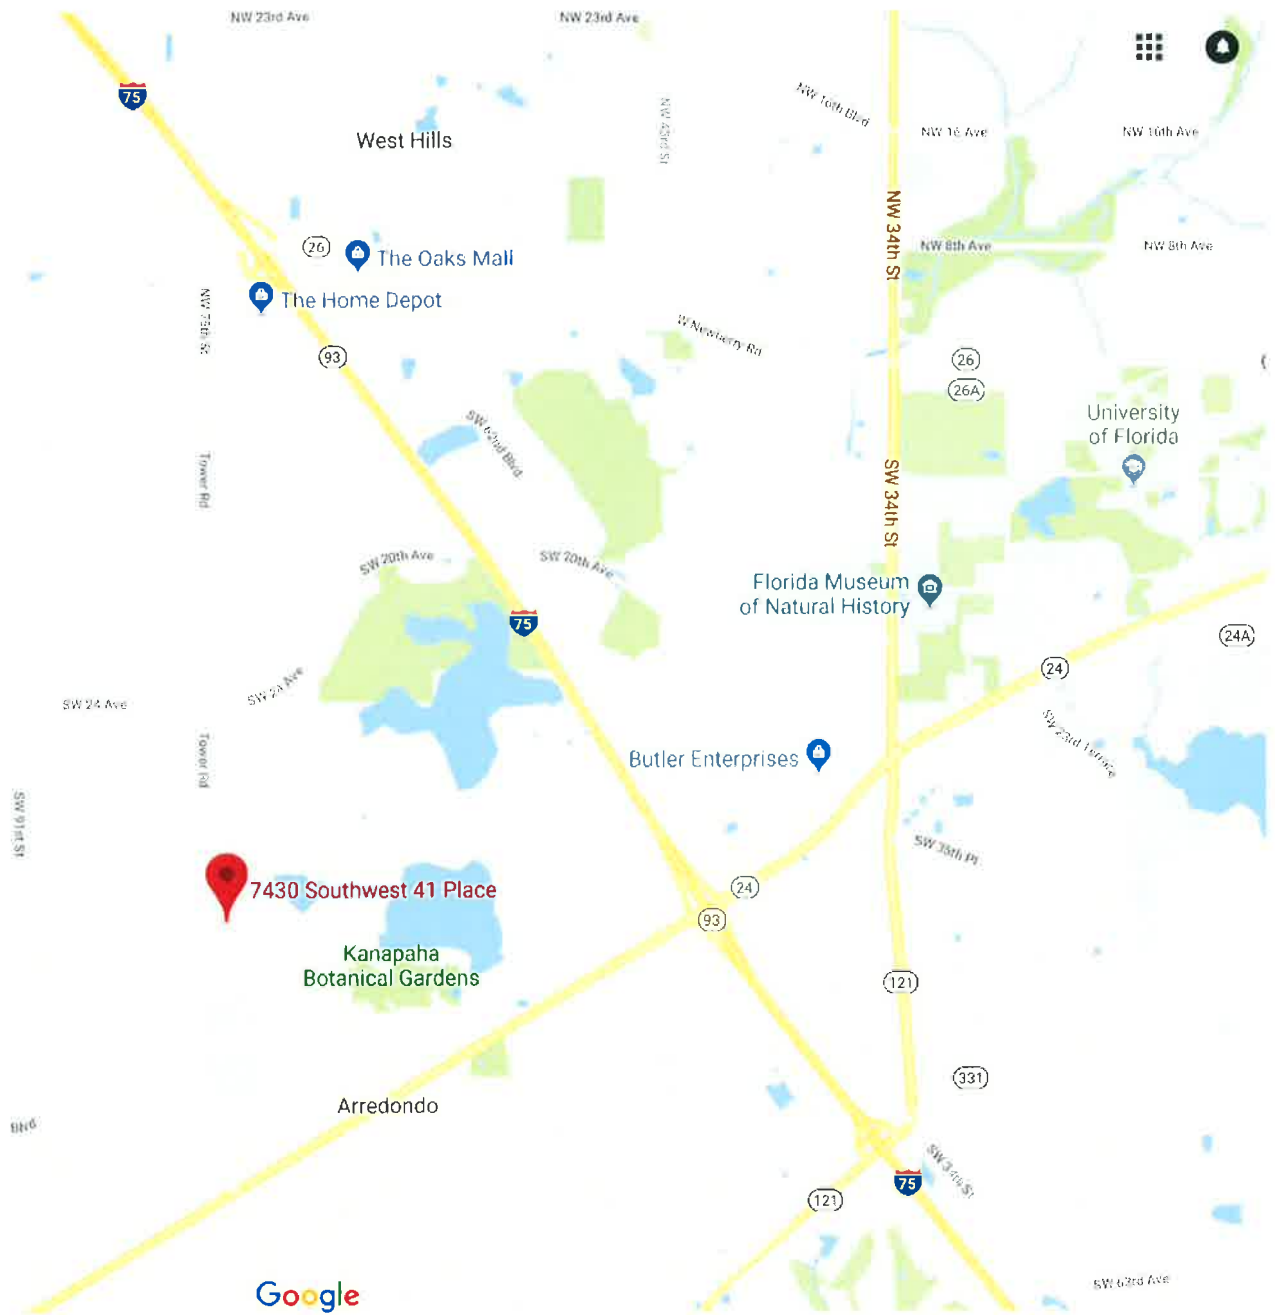 NW 23rd Ave
NW 23rd Ave
75
NW 16th Blvd
NW 43rd St
NW 16 Ave
NW 16th Ave
West Hills
NW 34th St
26
The Oaks Mall
NW 8th Ave
NW 8th Ave
The Home Depot
NW 75th St
W Newberry Rd
93
26
26A
University
of Florida
SW 62nd Blvd
Tower Rd
SW 34th St
SW 20th Ave
SW 20th Ave
Florida Museum
of Natural History
75
24A
24
SW 24 Ave
SW 24 Ave
SW 23rd Terrace
Tower Rd
Butler Enterprises
SW 91st St
SW 35th Pl
7430 Southwest 41 Place
24
93
Kanapaha
Botanical Gardens
121
331
Arredondo
Blvd
SW 34th St
75
121
SW 63rd Ave
Google